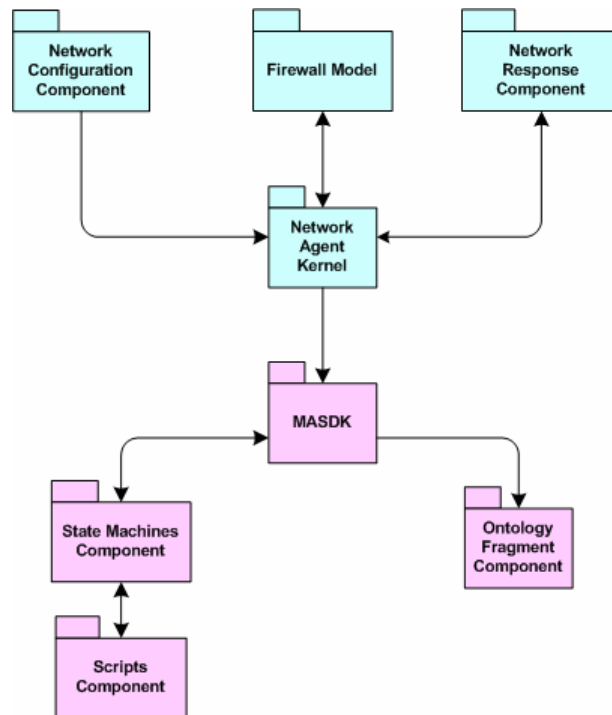 Network
Configuration
Component
Firewall Model
Network
Response
Component
Network
Agent
Kernel
MASDK
State Machines
Component
Ontology
Fragment
Component
Scripts
Component